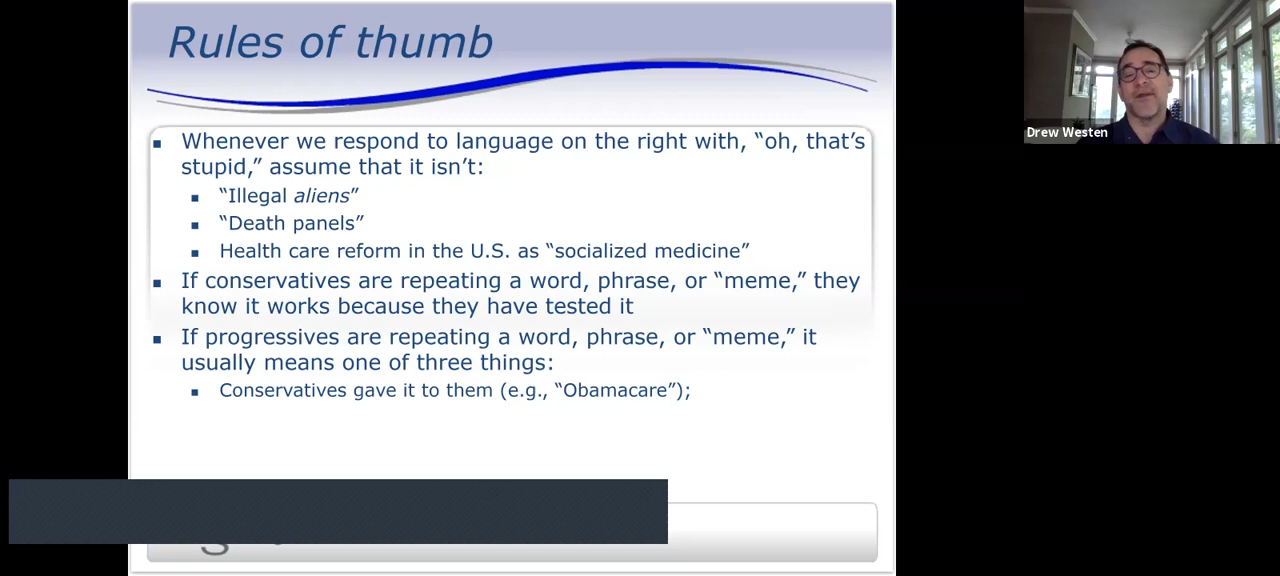 Rules of thumb
Drew Westen
Whenever we respond to language on the right with, “oh, that’s
stupid,” assume that it isn’t:
“Illegal aliens”
“Death panels”
Health care reform in the U.S. as “socialized medicine”
If conservatives are repeating a word, phrase, or “meme,” they
know it works because they have tested it
If progressives are repeating a word, phrase, or “meme,” it
usually means one of three things:
Conservatives gave it to them (e.g., “Obamacare”);